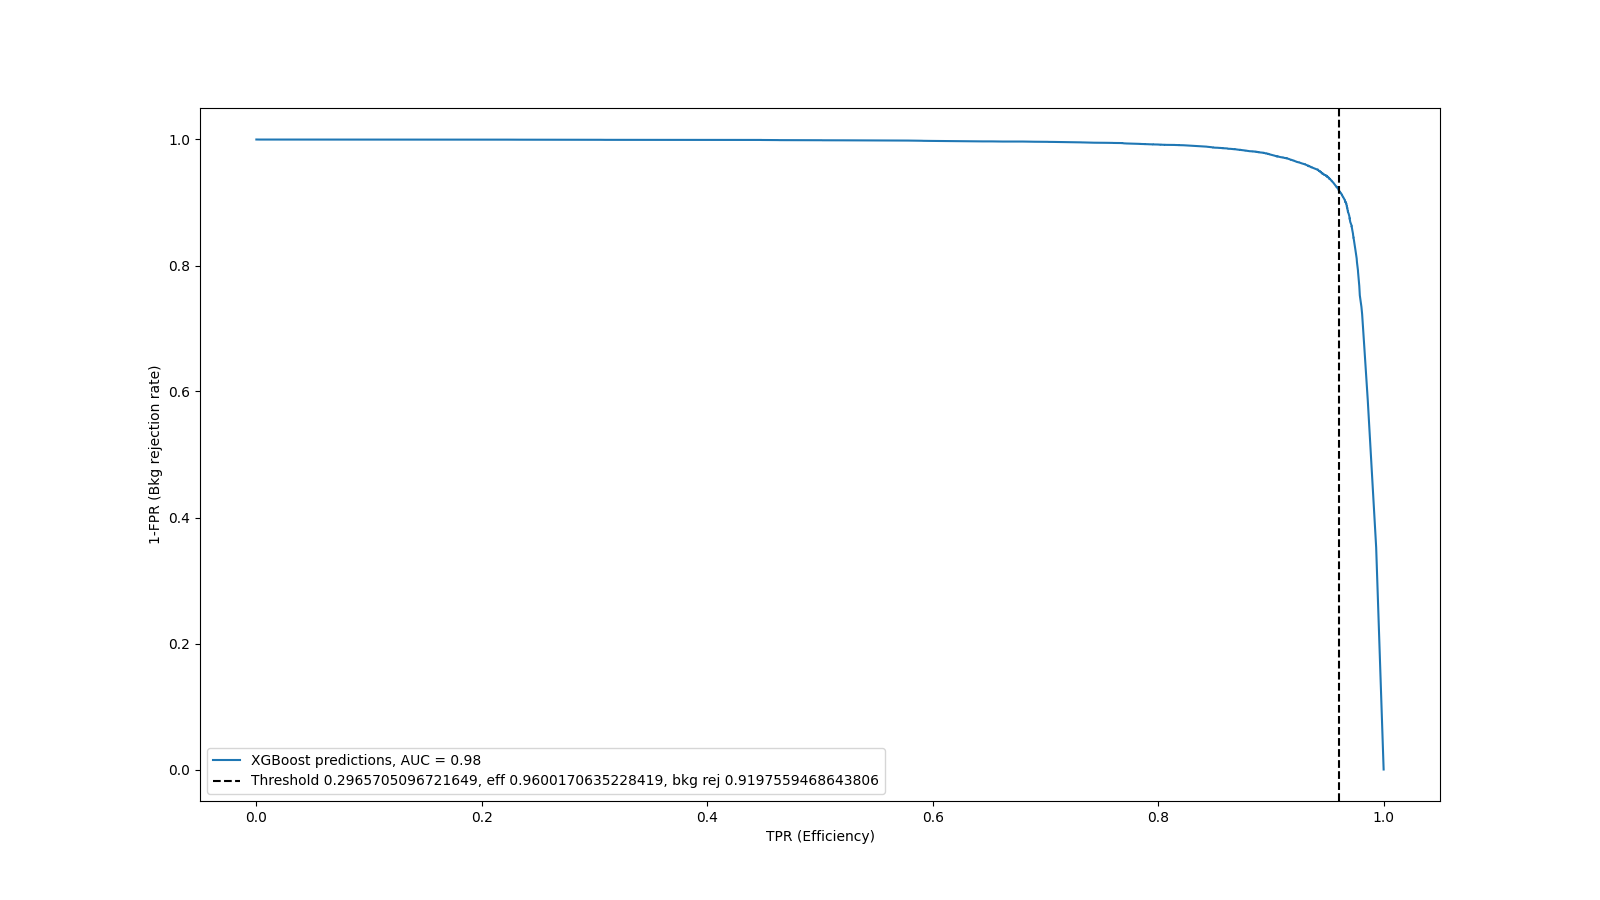 1.0
0.8
0.6
0.4
0.2
0.0
1-FPR (Bkg rejection rate)
XGBoost predictions, AUC = 0.98
Threshold 0.2965705096721649, eff 0.9600170635228419, bkg rej 0.9197559468643806
0.0 0.2 0.4 0.6 0.8 1.0
TPR (Efficiency)